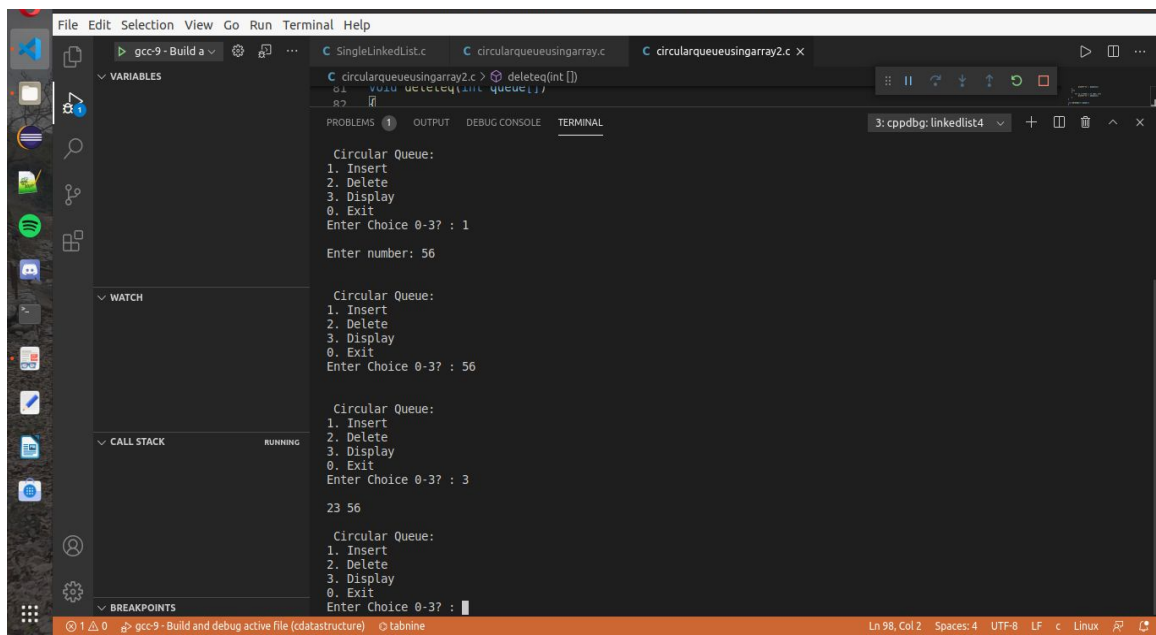 File Edit Selection View Go Run Terminal Help
gcc-9 - Build a
SingleLinkedList.c
circularqueueusingarray.c
circularqueueusingarray2.c
VARIABLES
circularqueueusingarray2.c > deleteq(int [])
81 void deleteq(int queue[])
82 {
PROBLEMS 1 OUTPUT DEBUG CONSOLE TERMINAL
3: cppdbg: linkedlist4
Circular Queue:
1. Insert
2. Delete
3. Display
0. Exit
Enter Choice 0-3? : 1
Enter number: 56
WATCH
Circular Queue:
1. Insert
2. Delete
3. Display
0. Exit
Enter Choice 0-3? : 56
Circular Queue:
1. Insert
CALL STACK RUNNING
2. Delete
3. Display
0. Exit
Enter Choice 0-3? : 3
23 56
Circular Queue:
1. Insert
2. Delete
3. Display
0. Exit
BREAKPOINTS
Enter Choice 0-3? :
1 0 gcc-9 - Build and debug active file (cdatastructure) tabnine Ln 98, Col 2 Spaces: 4 UTF-8 LF c Linux